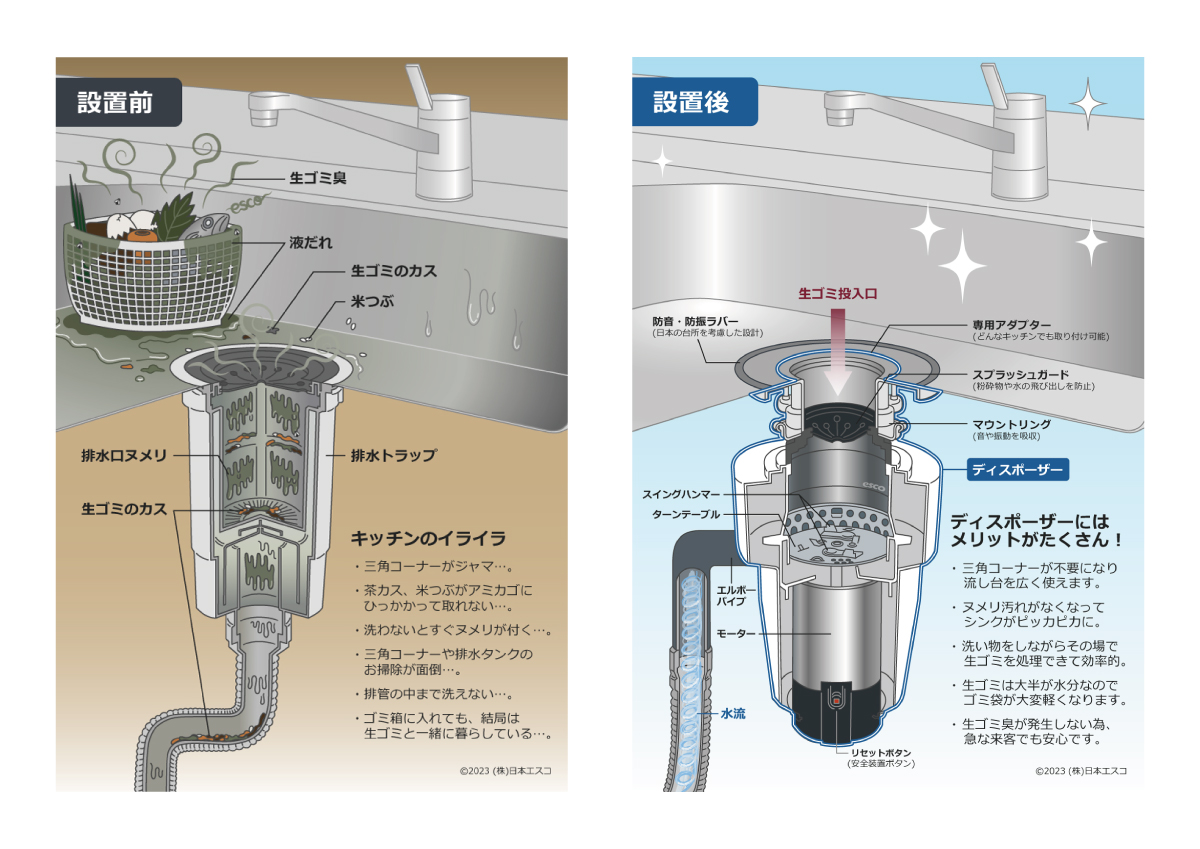 設置前
生ゴミ臭
esco
液だれ
生ゴミのカス
米つぶ
排水口ヌメリ
排水トラップ
生ゴミのカス
キッチンのイライラ
・三角コーナーがジャマ…。
・茶カス、米つぶがアミカゴに
ひっかかって取れない…。
・洗わないとすぐヌメリが付く…。
・三角コーナーや排水タンクの
お掃除が面倒…。
・排管の中まで洗えない…。
・ゴミ箱に入れても、結局は
生ゴミと一緒に暮らしている…。
©2023 (株)日本エスコ
設置後
生ゴミ投入口
防音・防振ラバー
(日本の台所を考慮した設計)
専用アダプター
(どんなキッチンでも取り付け可能)
スプラッシュガード
(粉砕物や水の飛び出しを防止)
マウントリング
(音や振動を吸収)
ディスポーザー
esco
スイングハンマー
ターンテーブル
エルボー
パイプ
モーター
水流
リセットボタン
(安全装置ボタン)
ディスポーザーには
メリットがたくさん！
・三角コーナーが不要になり
流し台を広く使えます。
・ヌメリ汚れがなくなって
シンクがピッカピカに。
・洗い物をしながらその場で
生ゴミを処理できて効率的。
・生ゴミは大半が水分なので
ゴミ袋が大変軽くなります。
・生ゴミ臭が発生しない為、
急な来客でも安心です。
©2023 (株)日本エスコ